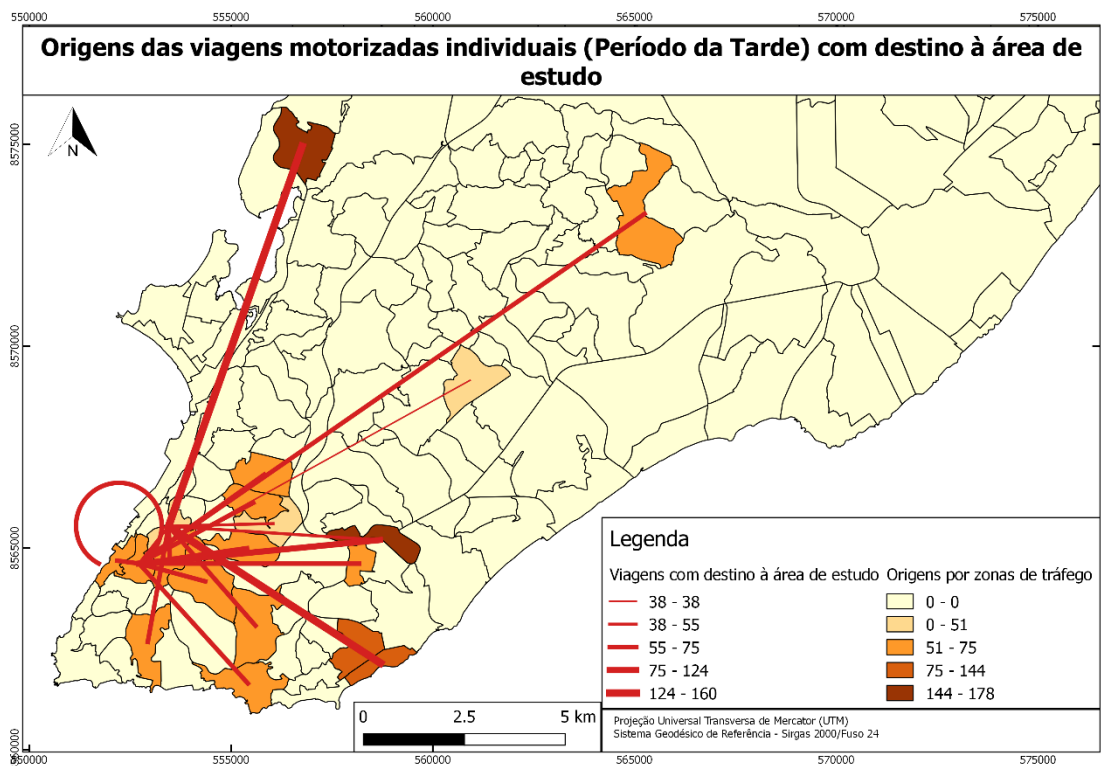 550000 555000 560000 565000 570000 575000
Origens das viagens motorizadas individuais (Período da Tarde) com destino à área de
estudo
N
8575000
8570000
8565000
8560000
Legenda
Viagens com destino à área de estudo
38 - 38
38 - 55
55 - 75
75 - 124
124 - 160
Origens por zonas de tráfego
0 - 0
0 - 51
51 - 75
75 - 144
144 - 178
0 2.5 5 km
Projeção Universal Transversa de Mercator (UTM)
Sistema Geodésico de Referência - Sirgas 2000/Fuso 24
550000 555000 560000 565000 570000 575000